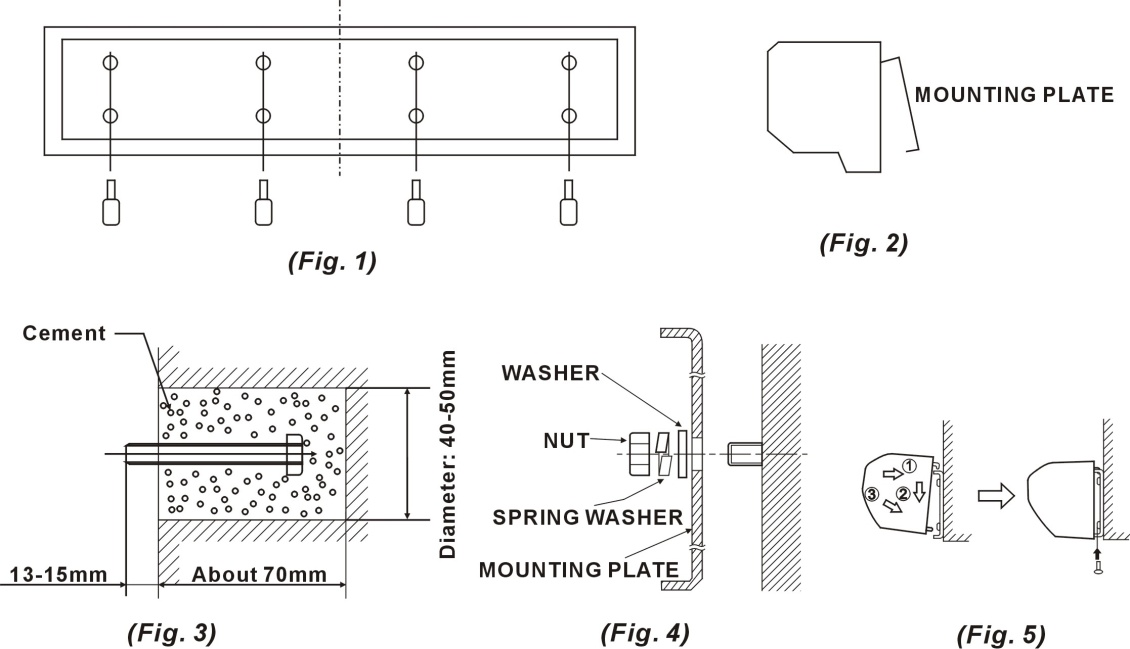 MOUNTING PLATE
(Fig. 1)
(Fig. 2)
Cement
Diameter: 40-50mm
13-15mm
About 70mm
(Fig. 3)
WASHER
NUT
SPRING WASHER
MOUNTING PLATE
(Fig. 4)
①
③ ②
(Fig. 5)